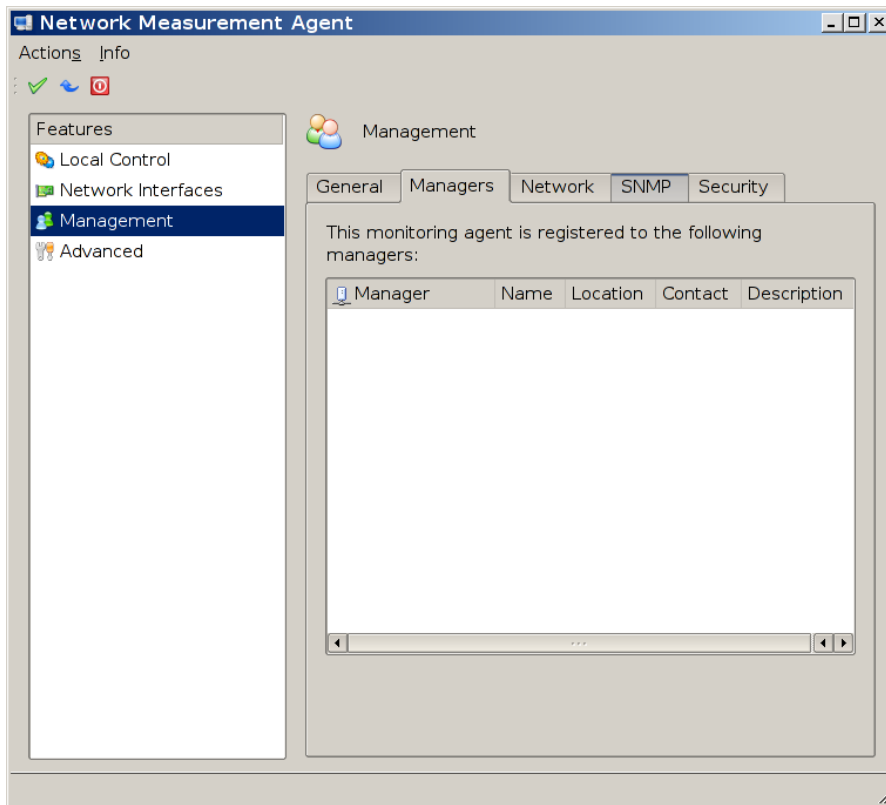 Network Measurement Agent
Actions Info
Features
Local Control
Network Interfaces
Management
Advanced
Management
General Managers Network SNMP Security
This monitoring agent is registered to the following
managers:
Manager Name Location Contact Description